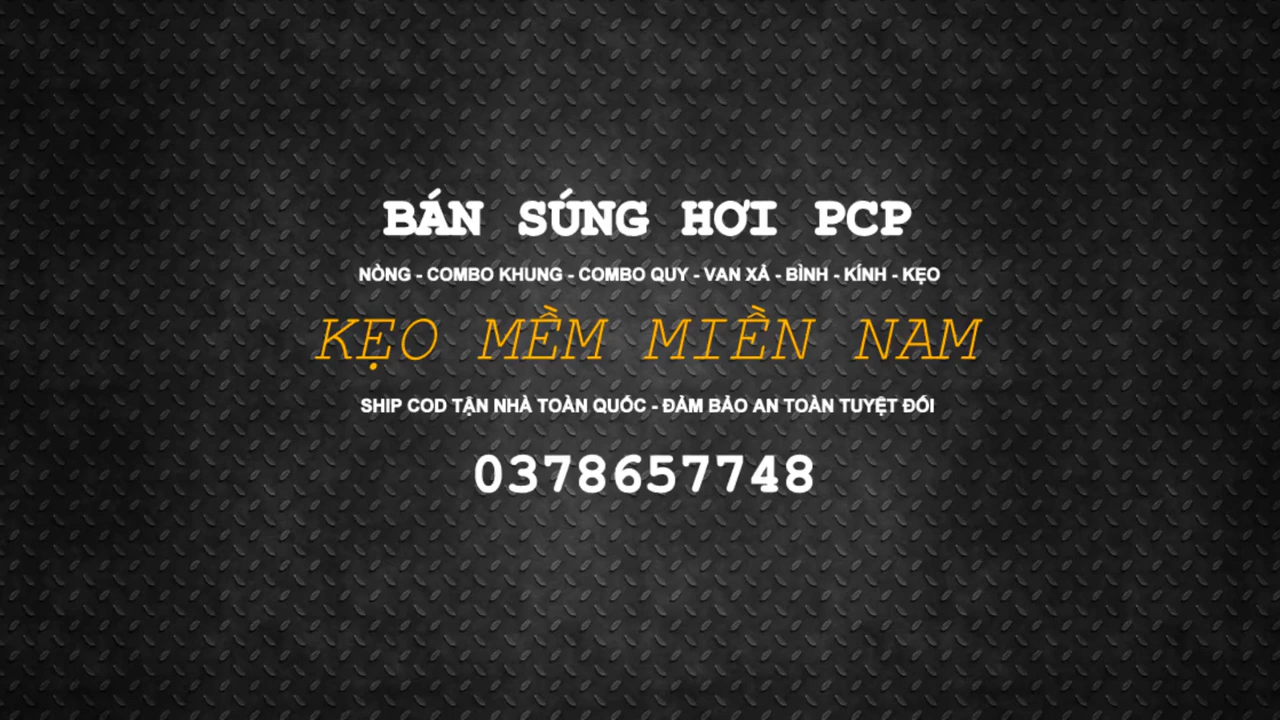 BÁN SÚNG HƠI PCP
NÒNG - COMBO KHUNG - COMBO QUY - VAN XẢ - BÌNH - KÍNH - KẸO
KẸO MỀM MIỀN NAM
SHIP COD TẬN NHÀ TOÀN QUỐC - ĐẢM BẢO AN TOÀN TUYỆT ĐỐI
0378657748